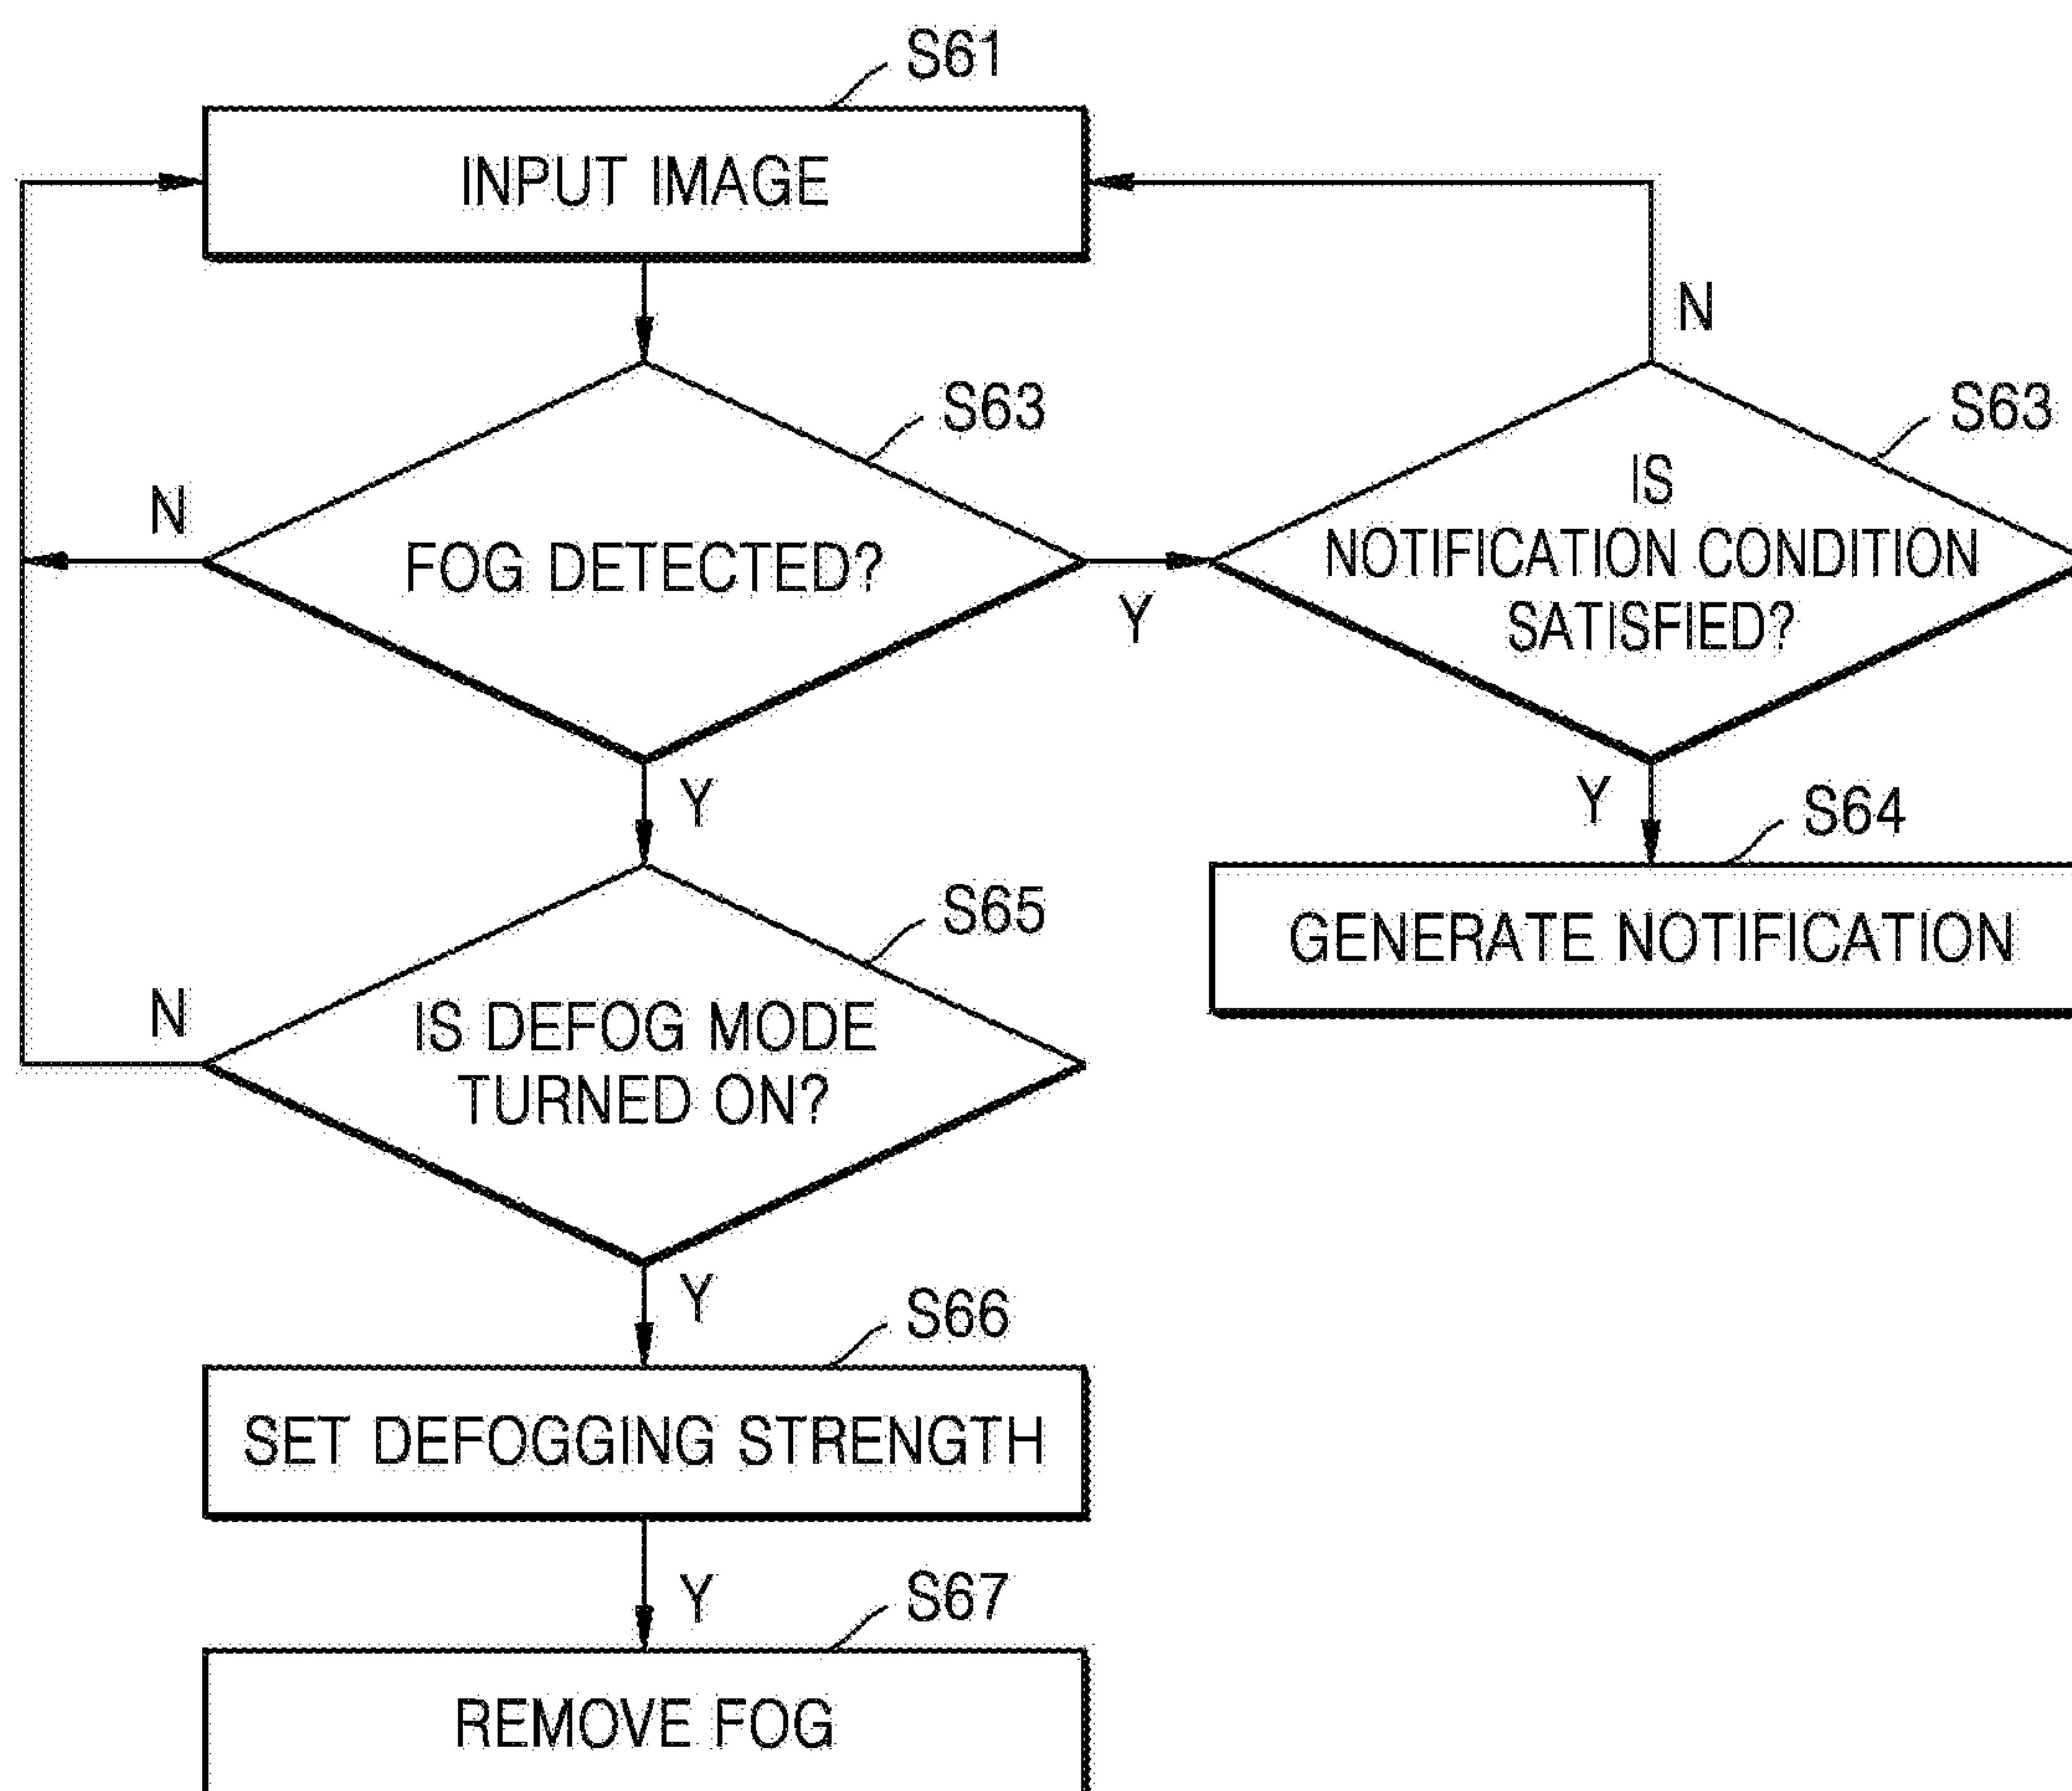 S61
INPUT IMAGE
N
S63
S63
N
FOG DETECTED?
Y
IS
NOTIFICATION CONDITION
SATISFIED?
Y
Y
S64
GENERATE NOTIFICATION
S65
N
IS DEFOG MODE
TURNED ON?
Y
S66
SET DEFOGGING STRENGTH
Y
S67
REMOVE FOG